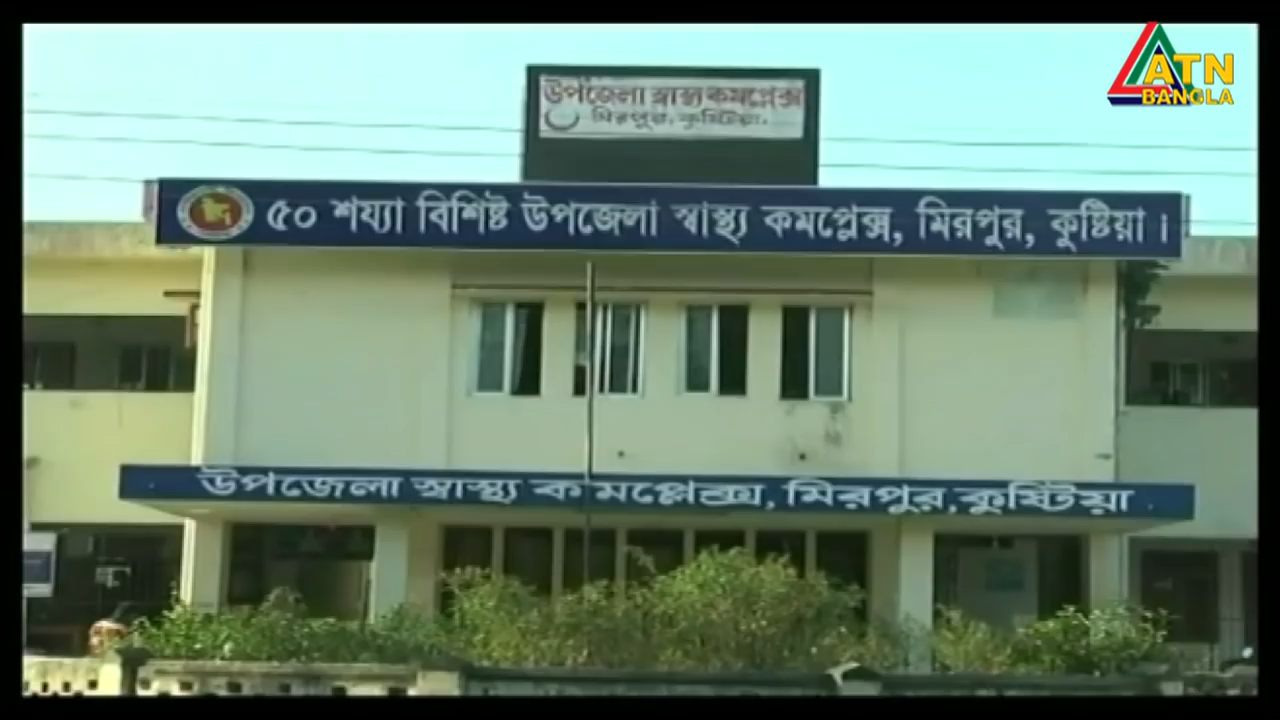 ATN
BANGLA
উপজেলা স্বাস্থ্য কমপ্লেক্স
মিরপুর, কুষ্টিয়া.
৫০ শয্যা বিশিষ্ট উপজেলা স্বাস্থ্য কমপ্লেক্স, মিরপুর, কুষ্টিয়া।
উপজেলা স্বাস্থ্য কমপ্লেক্স, মিরপুর, কুষ্টিয়া